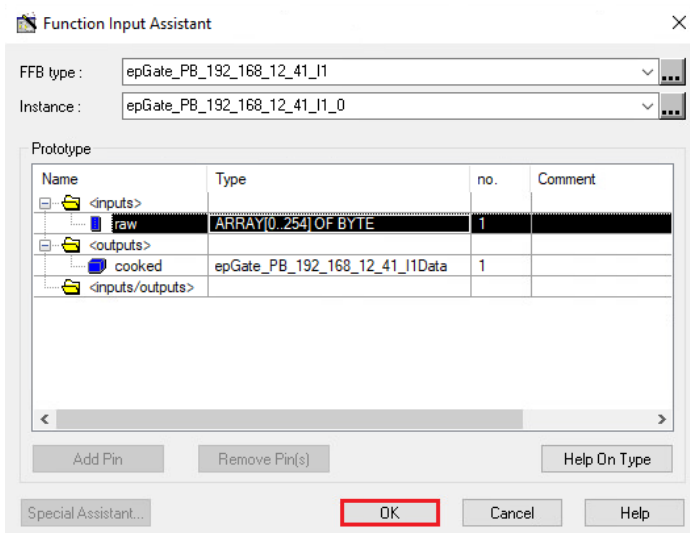 Function Input Assistant
FFB type : epGate_PB_192_168_12_41_I1 ...
Instance : epGate_PB_192_168_12_41_I1_0 ...
Prototype
Name Type no. Comment
<inputs>
raw ARRAY[0..254] OF BYTE 1
<outputs>
cooked epGate_PB_192_168_12_41_I1Data 1
<inputs/outputs>
Add Pin Remove Pin(s) Help On Type
Special Assistant... OK Cancel Help